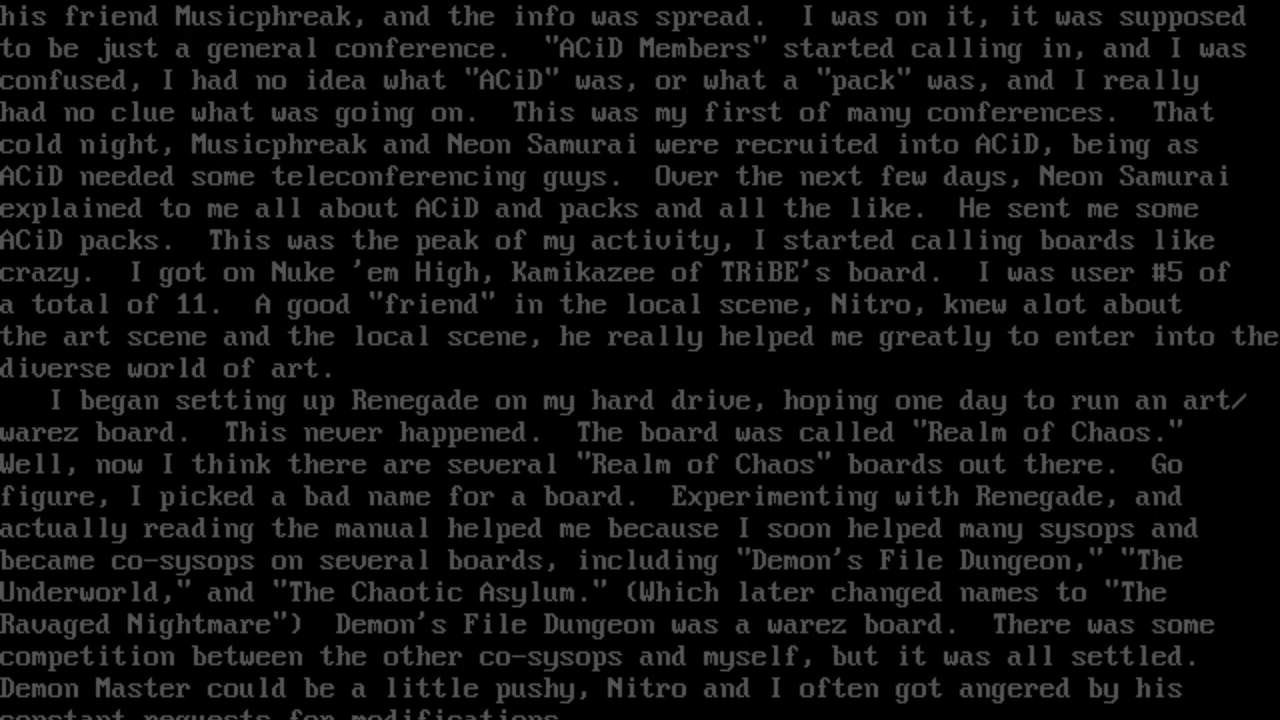 his friend Musicphreak, and the info was spread.  I was on it, it was supposed
to be just a general conference.  "ACiD Members" started calling in, and I was
confused, I had no idea what "ACiD" was, or what a "pack" was, and I really
had no clue what was going on.  This was my first of many conferences.  That
cold night, Musicphreak and Neon Samurai were recruited into ACiD, being as
ACiD needed some teleconferencing guys.  Over the next few days, Neon Samurai
explained to me all about ACiD and packs and all the like.  He sent me some
ACiD packs.  This was the peak of my activity, I started calling boards like
crazy.  I got on Nuke 'em High, Kamikazee of TRiBE's board.  I was user #5 of
a total of 11.  A good "friend" in the local scene, Nitro, knew alot about
the art scene and the local scene, he really helped me greatly to enter into the
diverse world of art.
   I began setting up Renegade on my hard drive, hoping one day to run an art/
warez board.  This never happened.  The board was called "Realm of Chaos."
Well, now I think there are several "Realm of Chaos" boards out there.  Go
figure, I picked a bad name for a board.  Experimenting with Renegade, and
actually reading the manual helped me because I soon helped many sysops and
became co-sysops on several boards, including "Demon's File Dungeon," "The
Underworld," and "The Chaotic Asylum." (Which later changed names to "The
Ravaged Nightmare")  Demon's File Dungeon was a warez board.  There was some
competition between the other co-sysops and myself, but it was all settled.
Demon Master could be a little pushy, Nitro and I often got angered by his
constant requests for modifications